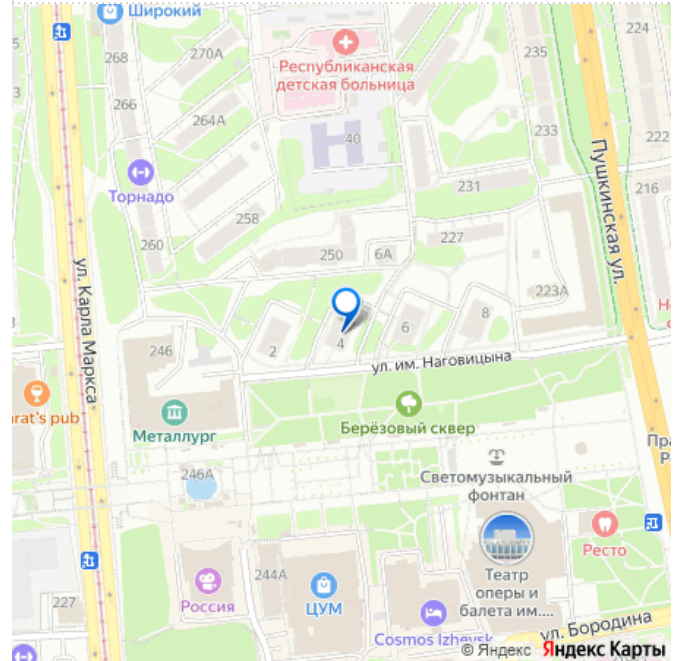 Широкий
224
268
270А
235
Республиканская
детская больница
266
264А
40
233
222
Торнадо
231
216
Пушкинская ул.
258
227
260
250
6А
223А
ул. Карла Маркса
246
2
4
6
8
ул. им. Наговицына
rat's pub
Металлург
Берёзовый сквер
246А
Светомузыкальный
фонтан
Ресто
244А
Россия
ЦУМ
Театр
оперы и
балета им....
227
Cosmos Izhevsk
ул. Бородина
© Яндекс Яндекс Карты